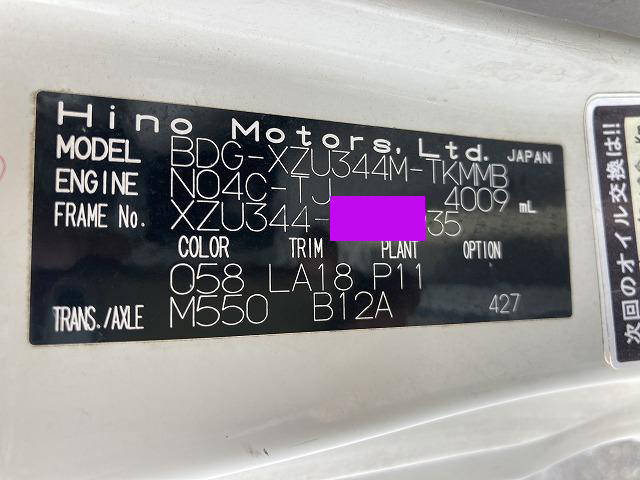 Hino Motors, Ltd. JAPAN
MODEL BDG-XZU344M-TKMMB
ENGINE N04C-TJ 4009 mL
FRAME No. XZU344- 35
COLOR TRIM PLANT OPTION
058 LA18 P11
TRANS./AXLE M550 B12A 427
次回のオイル交換は!!